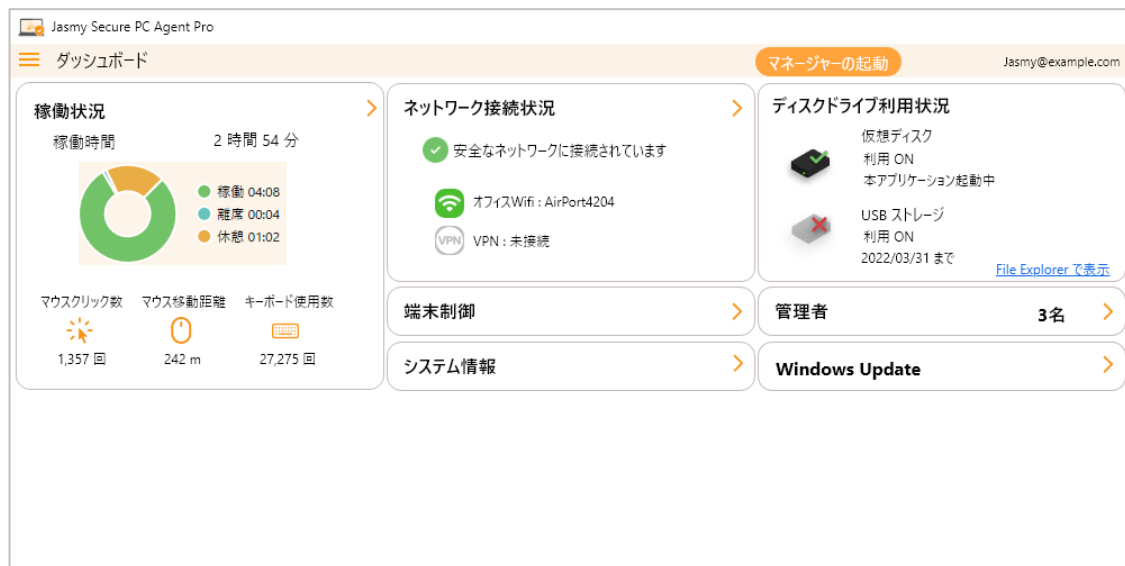 Jasmy Secure PC Agent Pro
ダッシュボード
マネージャーの起動
Jasmy@example.com
稼働状況
稼働時間
2 時間 54 分
稼働 04:08
離席 00:04
休憩 01:02
マウスクリック数
マウス移動距離
キーボード使用数
1,357 回
242 m
27,275 回
ネットワーク接続状況
安全なネットワークに接続されています
オフィスWifi : AirPort4204
VPN
VPN : 未接続
端末制御
システム情報
ディスクドライブ利用状況
仮想ディスク
利用 ON
本アプリケーション起動中
USB ストレージ
利用 ON
2022/03/31 まで
File Explorer で表示
管理者
3名
Windows Update